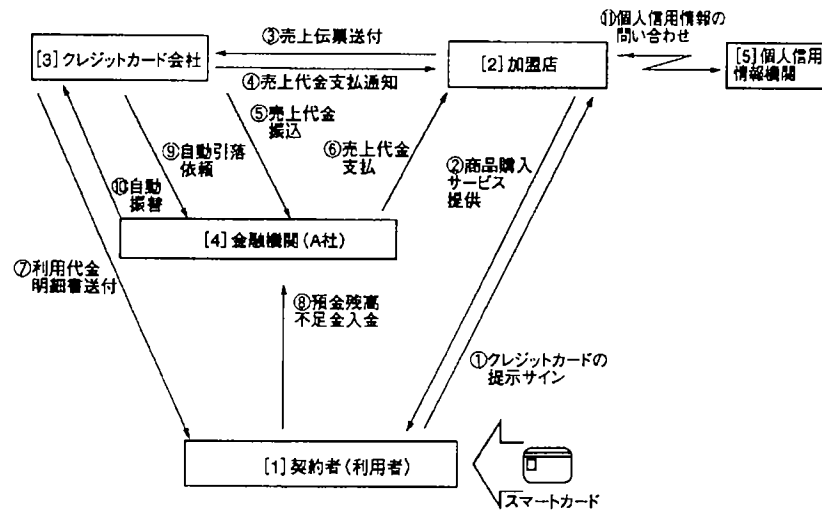 ③売上伝票送付
[3]クレジットカード会社
④売上代金支払通知
[2]加盟店
⑪個人信用情報の
問い合わせ
[5]個人信用
情報機関
⑤売上代金
振込
⑥売上代金
支払
⑨自動引落
依頼
⑩自動
振替
②商品購入
サービス
提供
[4]金融機関(A社)
⑦利用代金
明細書送付
⑧預金残高
不足金入金
①クレジットカードの
提示サイン
[1]契約者(利用者)
スマートカード